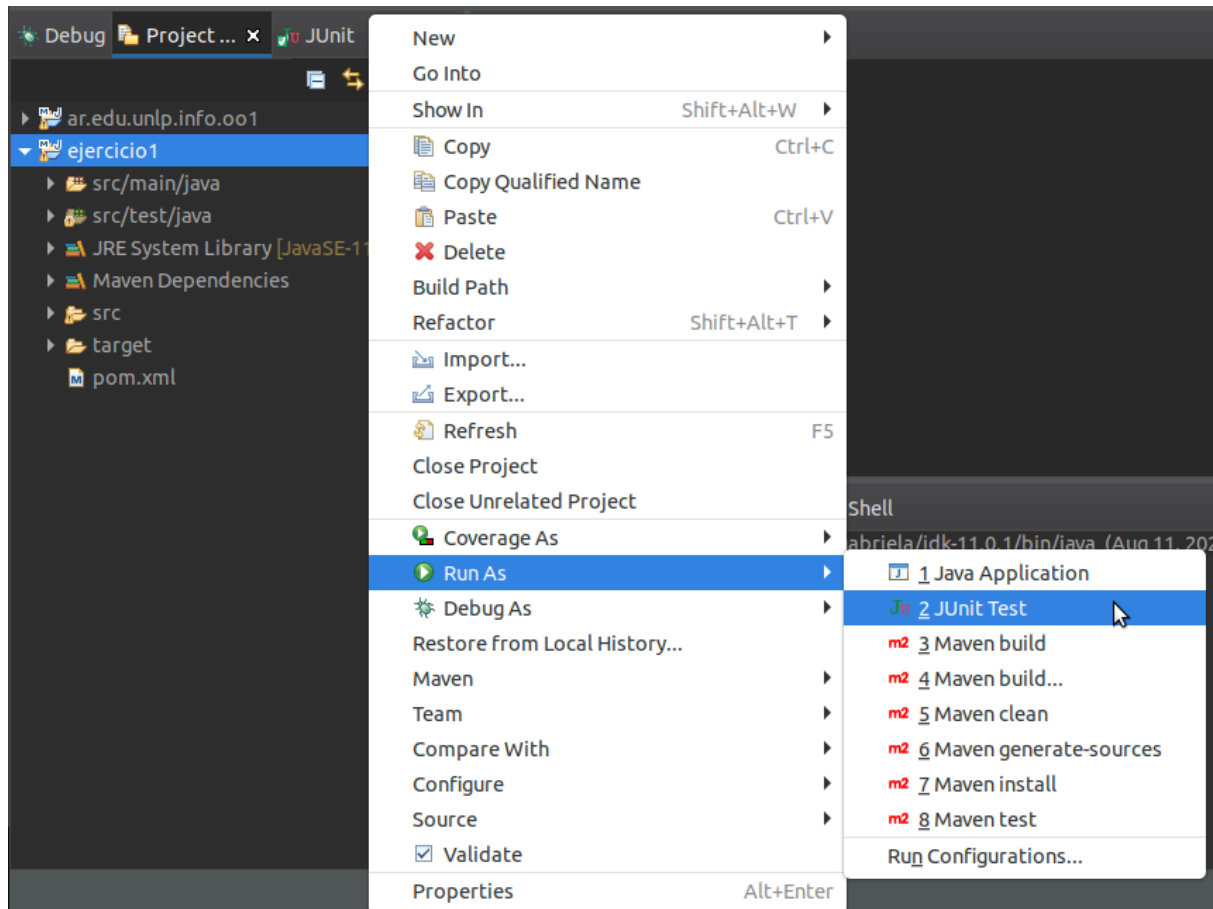 Debug Project ... JUnit
ar.edu.unlp.info.oo1
ejercicio1
src/main/java
src/test/java
JRE System Library [JavaSE-11
Maven Dependencies
src
target
pom.xml
New
Go Into
Show In Shift+Alt+W
Copy Ctrl+C
Copy Qualified Name
Paste Ctrl+V
Delete
Build Path
Refactor Shift+Alt+T
Import...
Export...
Refresh F5
Close Project
Close Unrelated Project
Coverage As
Run As
Debug As
Restore from Local History...
Maven
Team
Compare With
Configure
Source
Validate
Properties Alt+Enter
Shell
abriela/jdk-11.0.1/bin/java (Aug 11, 202
1 Java Application
Ju 2 JUnit Test
m2 3 Maven build
m2 4 Maven build...
m2 5 Maven clean
m2 6 Maven generate-sources
m2 7 Maven install
m2 8 Maven test
Run Configurations...